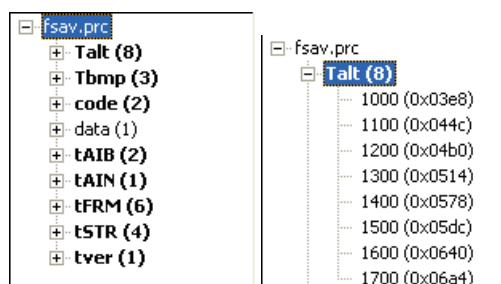 fsav.prc
Talt (8)
Tbmp (3)
code (2)
data (1)
tAIB (2)
tAIN (1)
tFRM (6)
tSTR (4)
tver (1)
fsav.prc
Talt (8)
1000 (0x03e8)
1100 (0x044c)
1200 (0x04b0)
1300 (0x0514)
1400 (0x0578)
1500 (0x05dc)
1600 (0x0640)
1700 (0x06a4)